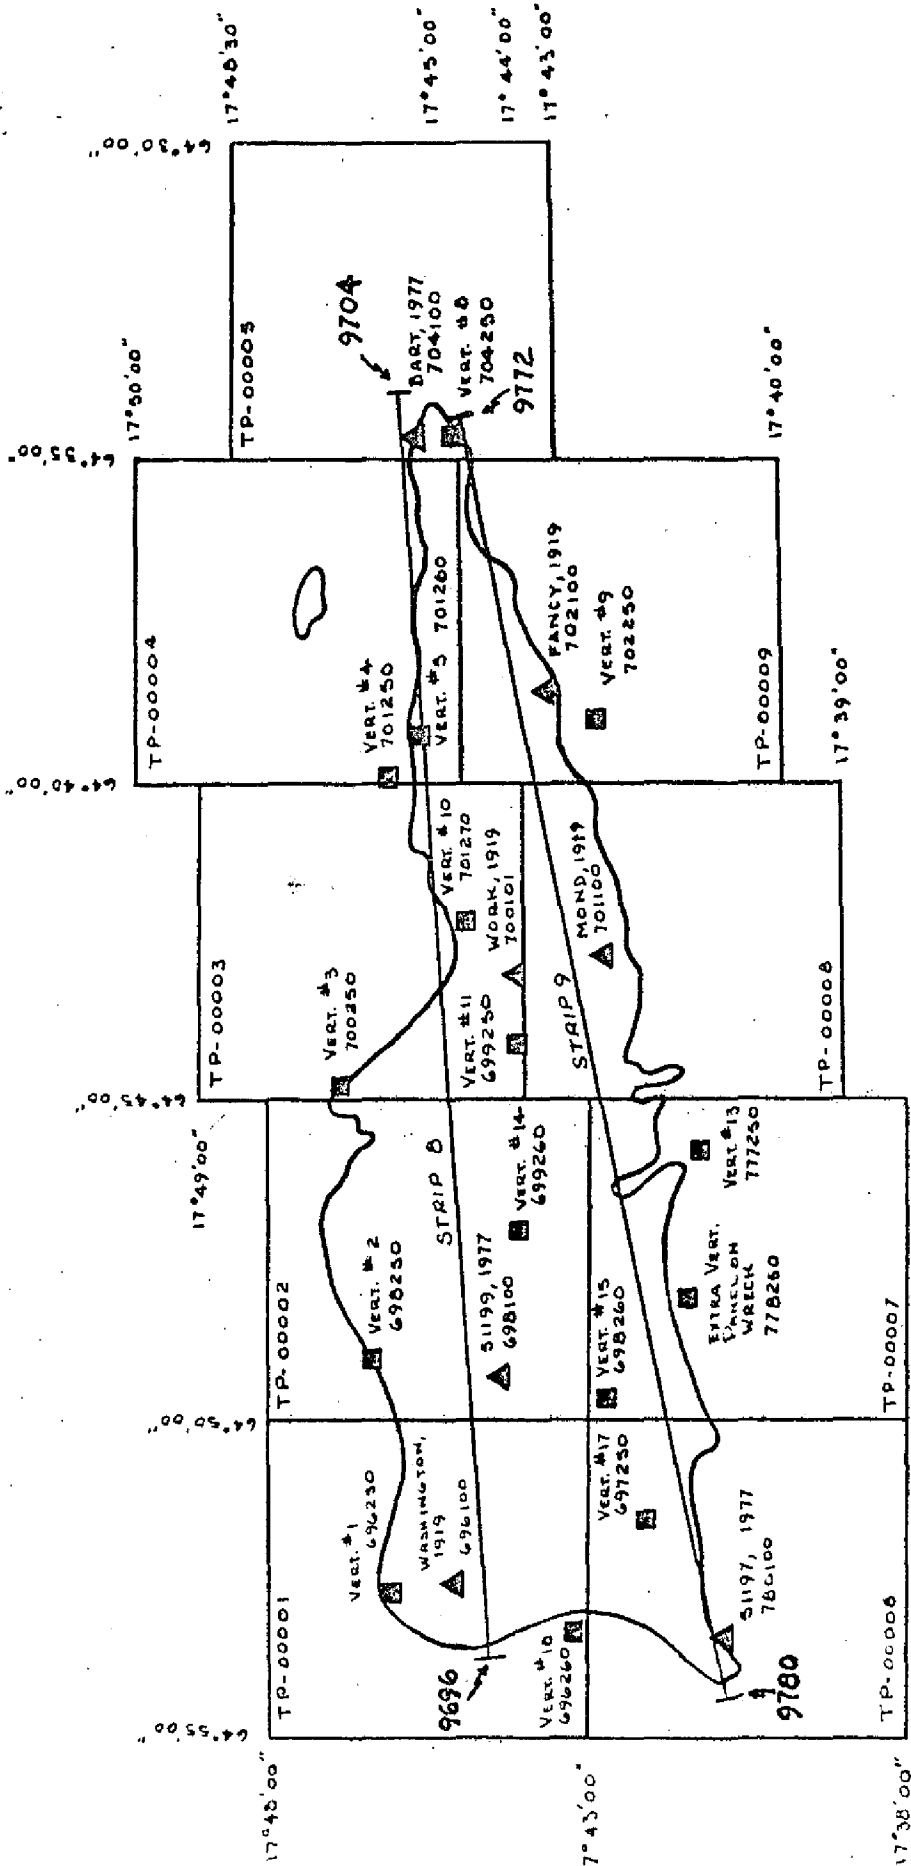 17°48'30"
17°45'00"
17°44'00"
17°43'00"
64°30'00"
TP-00005
9704
BART, 1977
704100
VERT. #8
704250
9772
17°50'00"
64°35'00"
17°40'00"
TP-00004
VERT. #4
701250
VERT. #5 701260
FANCY, 1919
702100
VERT. #9
702250
TP-00009
17°39'00"
64°40'00"
TP-00003
VERT. #3
700250
VERT. #10
701270
WORK, 1919
700101
VERT. #11
699250
STRIP 9
MOND, 1919
701100
TP-00008
64°45'00"
17°49'00"
TP-00002
VERT. #2
698250
STRIP 8
51199, 1977
698100
VERT. #14
699260
VERT. #15
698260
EXTRA VERT.
PANEL ON
WRECK
778260
VERT #13
777250
TP-00007
64°50'00"
TP-00001
VERT. #1
696250
WASHINGTON,
1919
696100
9696
VERT. #18
696260
VERT. #17
697250
51197, 1977
780100
9780
TP-00006
64°55'00"
17°48'00"
7°43'00"
17°38'00"